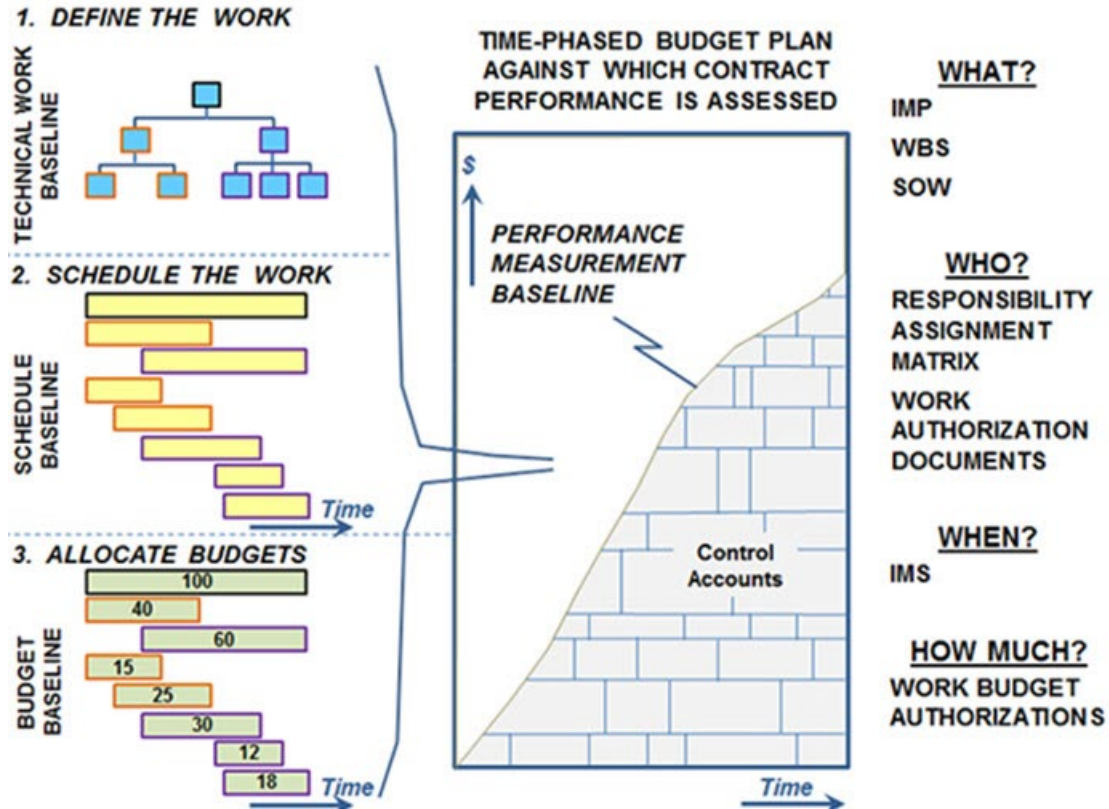 1. DEFINE THE WORK
TECHNICAL WORK
BASELINE
2. SCHEDULE THE WORK
SCHEDULE
BASELINE
Time
3. ALLOCATE BUDGETS
BUDGET
BASELINE
100
40
60
15
25
30
12
18
Time
TIME-PHASED BUDGET PLAN
AGAINST WHICH CONTRACT
PERFORMANCE IS ASSESSED
$
PERFORMANCE
MEASUREMENT
BASELINE
Control
Accounts
Time
WHAT?
IMP
WBS
SOW
WHO?
RESPONSIBILITY
ASSIGNMENT
MATRIX
WORK
AUTHORIZATION
DOCUMENTS
WHEN?
IMS
HOW MUCH?
WORK BUDGET
AUTHORIZATIONS